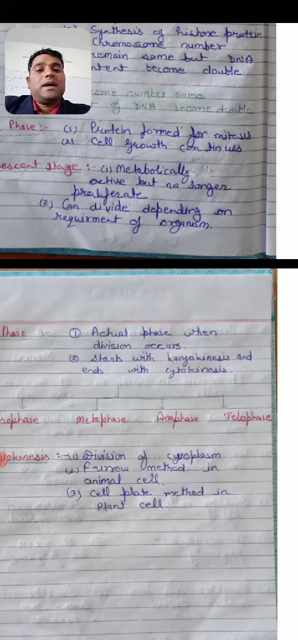 Synthesis of histone protein
Chromosome number
remain same but DNA
content become double
some number same
of DNA become double
Phase :- (1) Protein formed for mitosis
(2) Cell growth continues
escent stage :- (1) Metabolically
active but no longer
proliferate
(2) Can divide depending on
requirment of organism.
Phase :- (1) Actual phase when
division occurs.
(2) Starts with karyokinesis and
ends with cytokinesis.
rophase Metaphase Anaphase Telophase
tokinesis :- (1) Division of cytoplasm
(2) Furrow method in
animal cell.
(3) Cell plate method in
Plant cell.